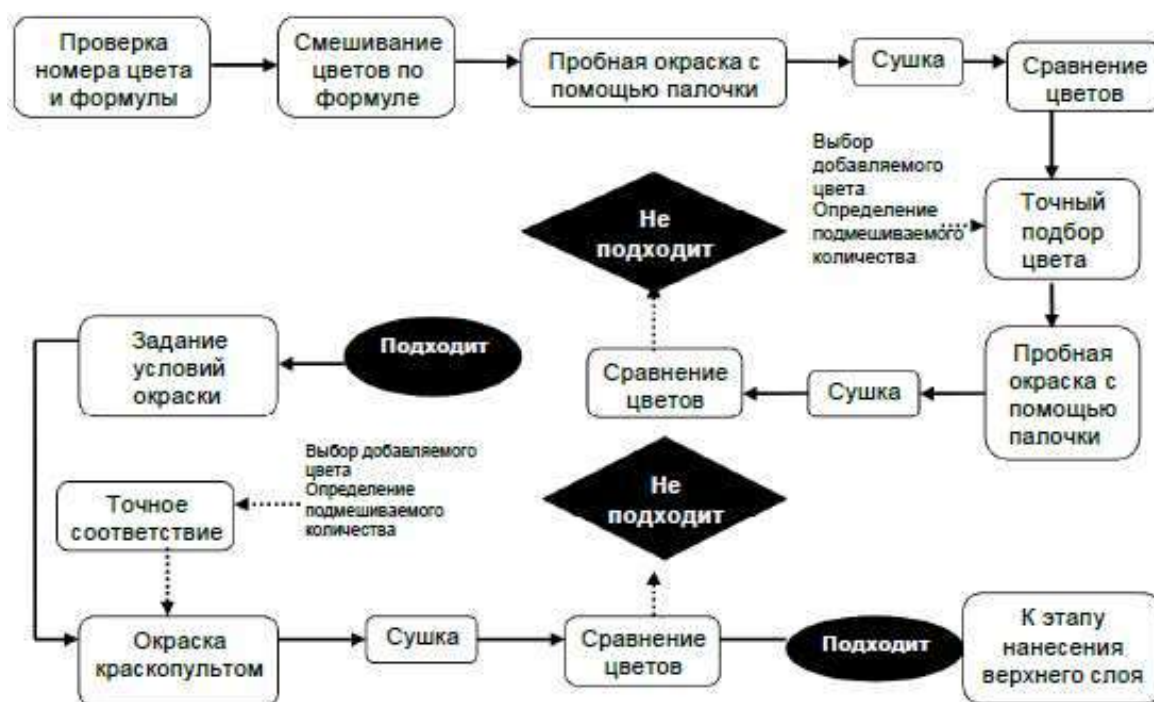 Проверка
номера цвета
и формулы
Смешивание
цветов по
формуле
Пробная окраска с
помощью палочки
Сушка
Сравнение
цветов
Выбор
добавляемого
цвета
Определение
подмешиваемого
количества
Точный
подбор
цвета
Не
подходит
Пробная
окраска с
помощью
палочки
Сушка
Сравнение
цветов
Подходит
Задание
условий
окраски
Выбор добавляемого
цвета
Определение
подмешиваемого
количества
Точное
соответствие
Не
подходит
Окраска
краскопультом
Сушка
Сравнение
цветов
Подходит
К этапу
нанесения
верхнего слоя